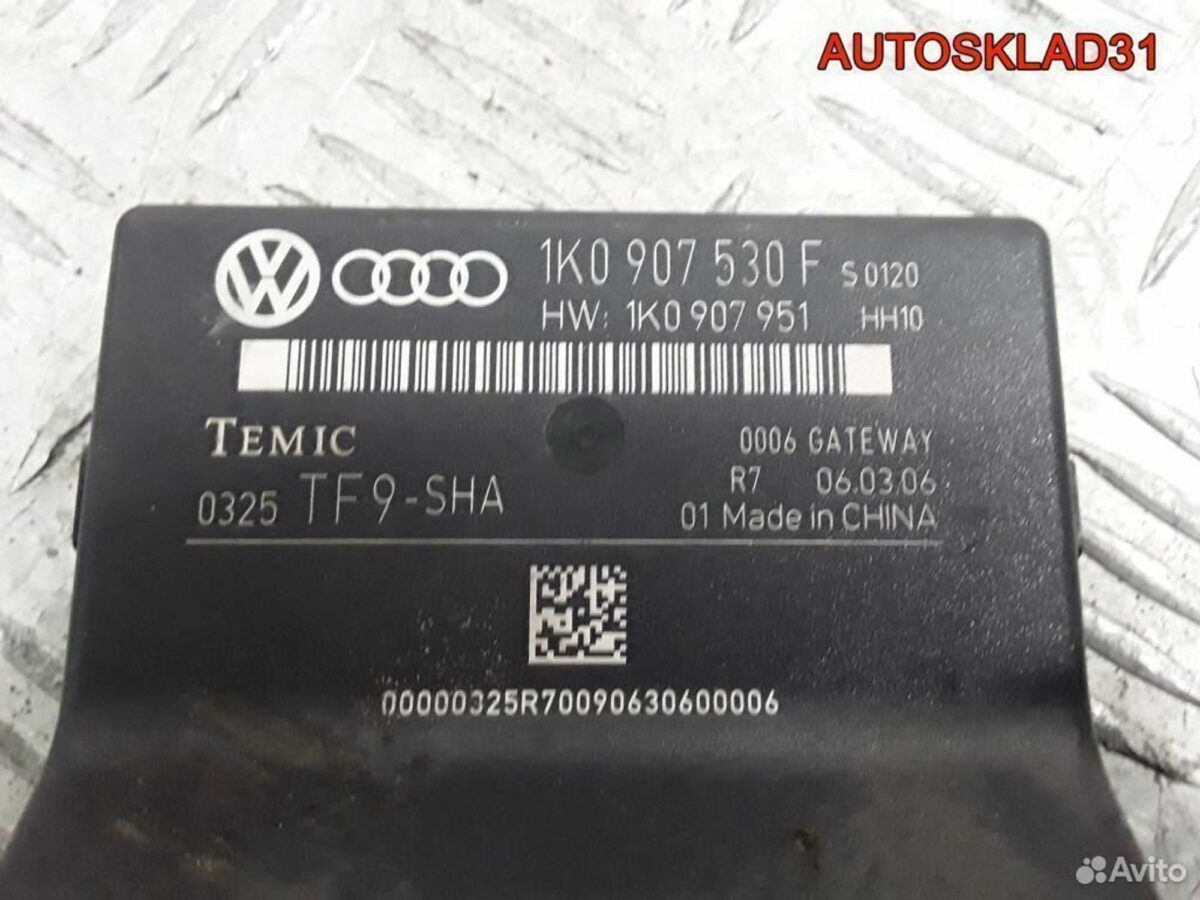 AUTOSKLAD31
1K0 907 530 F S 0120
HW: 1K0 907 951 HH10
TEMIC
0006 GATEWAY
R7 06.03.06
0325 TF9-SHA
01 Made in CHINA
00000325R70090630600006
Avito